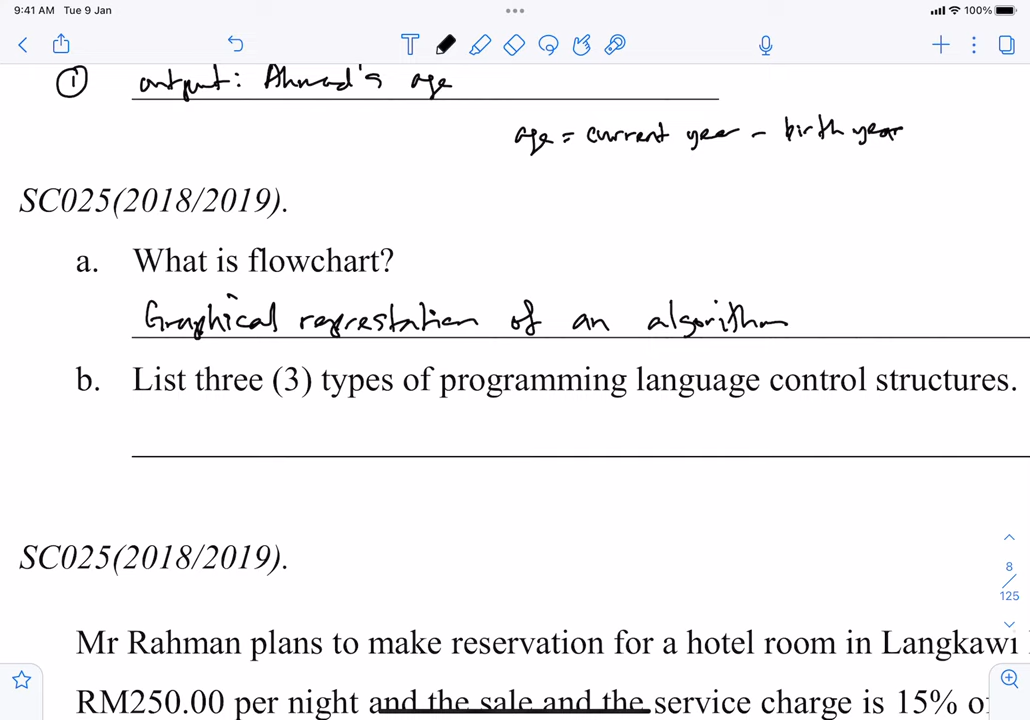 9:41 AM Tue 9 Jan
100%
① output: Ahmad's age
age = current year - birth year
SC025(2018/2019).
a. What is flowchart?
Graphical represtation of an algorithm
b. List three (3) types of programming language control structures.
SC025(2018/2019).
8
/
125
Mr Rahman plans to make reservation for a hotel room in Langkawi
RM250.00 per night and the sale and the service charge is 15% of